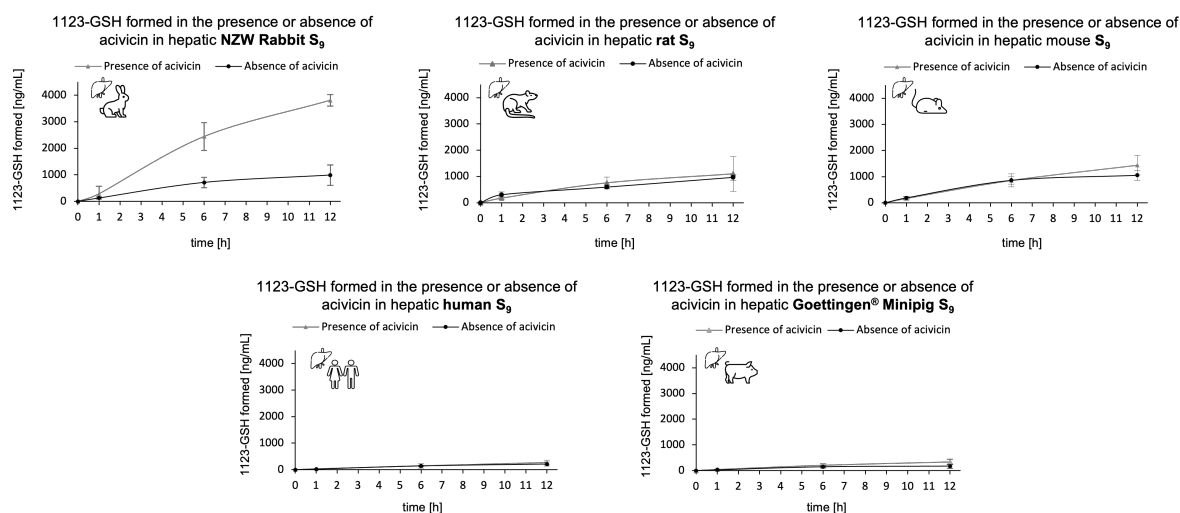 1123-GSH formed in the presence or absence of
acivicin in hepatic NZW Rabbit S₉
Presence of acivicin
Absence of acivicin
1123-GSH formed [ng/mL]
4000
3000
2000
1000
0
0 1 2 3 4 5 6 7 8 9 10 11 12
time [h]
1123-GSH formed in the presence or absence of
acivicin in hepatic rat S₉
Presence of acivicin
Absence of acivicin
1123-GSH formed [ng/mL]
4000
3000
2000
1000
0
0 1 2 3 4 5 6 7 8 9 10 11 12
time [h]
1123-GSH formed in the presence or absence of
acivicin in hepatic mouse S₉
Presence of acivicin
Absence of acivicin
1123-GSH formed [ng/mL]
4000
3000
2000
1000
0
0 1 2 3 4 5 6 7 8 9 10 11 12
time [h]
1123-GSH formed in the presence or absence of
acivicin in hepatic human S₉
Presence of acivicin
Absence of acivicin
1123-GSH formed [ng/mL]
4000
3000
2000
1000
0
0 1 2 3 4 5 6 7 8 9 10 11 12
time [h]
1123-GSH formed in the presence or absence of
acivicin in hepatic Goettingen® Minipig S₉
Presence of acivicin
Absence of acivicin
1123-GSH formed [ng/mL]
4000
3000
2000
1000
0
0 1 2 3 4 5 6 7 8 9 10 11 12
time [h]